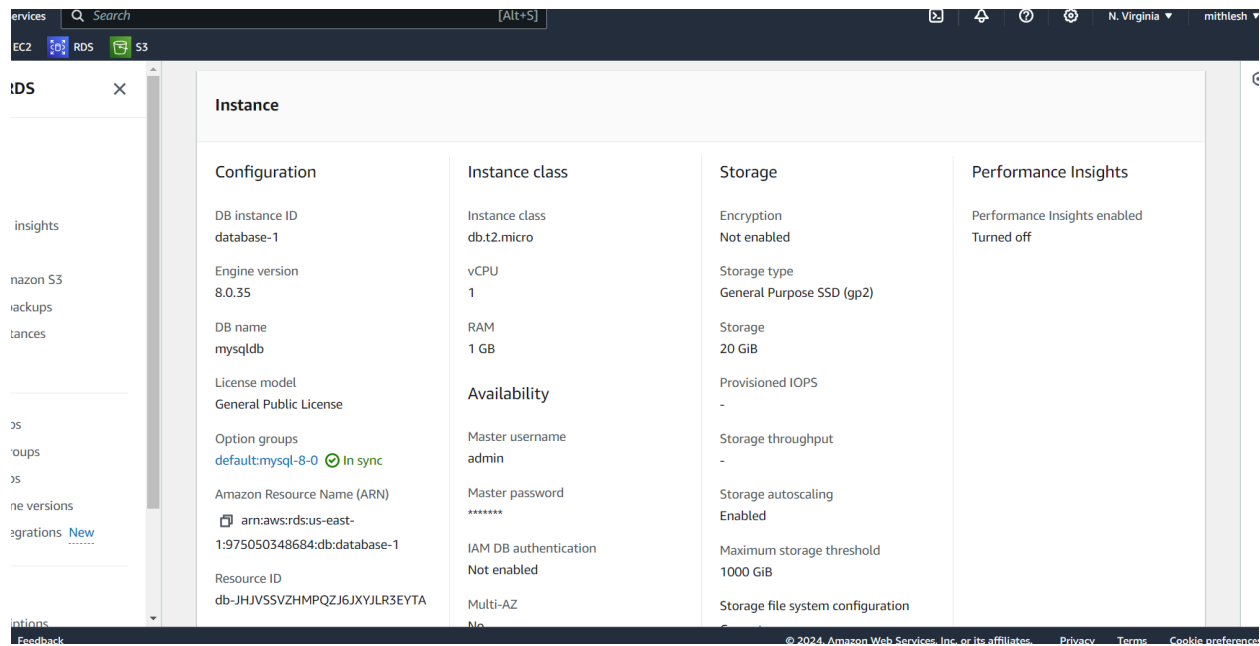 ervices Search [Alt+S] N. Virginia ▼ mithlesh ▼
EC2 RDS S3
RDS
insights
mazon S3
backups
tances
os
roups
os
ne versions
egrations New
Instance
Configuration
DB instance ID
database-1
Engine version
8.0.35
DB name
mysqldb
License model
General Public License
Option groups
default:mysql-8-0 In sync
Amazon Resource Name (ARN)
arn:aws:rds:us-east-
1:975050348684:db:database-1
Resource ID
db-JHJVSSVZHMPQZJ6JXYJLR3EYTA
Instance class
Instance class
db.t2.micro
vCPU
1
RAM
1 GB
Availability
Master username
admin
Master password
*******
IAM DB authentication
Not enabled
Multi-AZ
No
Storage
Encryption
Not enabled
Storage type
General Purpose SSD (gp2)
Storage
20 GiB
Provisioned IOPS
-
Storage throughput
-
Storage autoscaling
Enabled
Maximum storage threshold
1000 GiB
Storage file system configuration
Performance Insights
Performance Insights enabled
Turned off
Feedback © 2024, Amazon Web Services, Inc. or its affiliates. Privacy Terms Cookie preferences